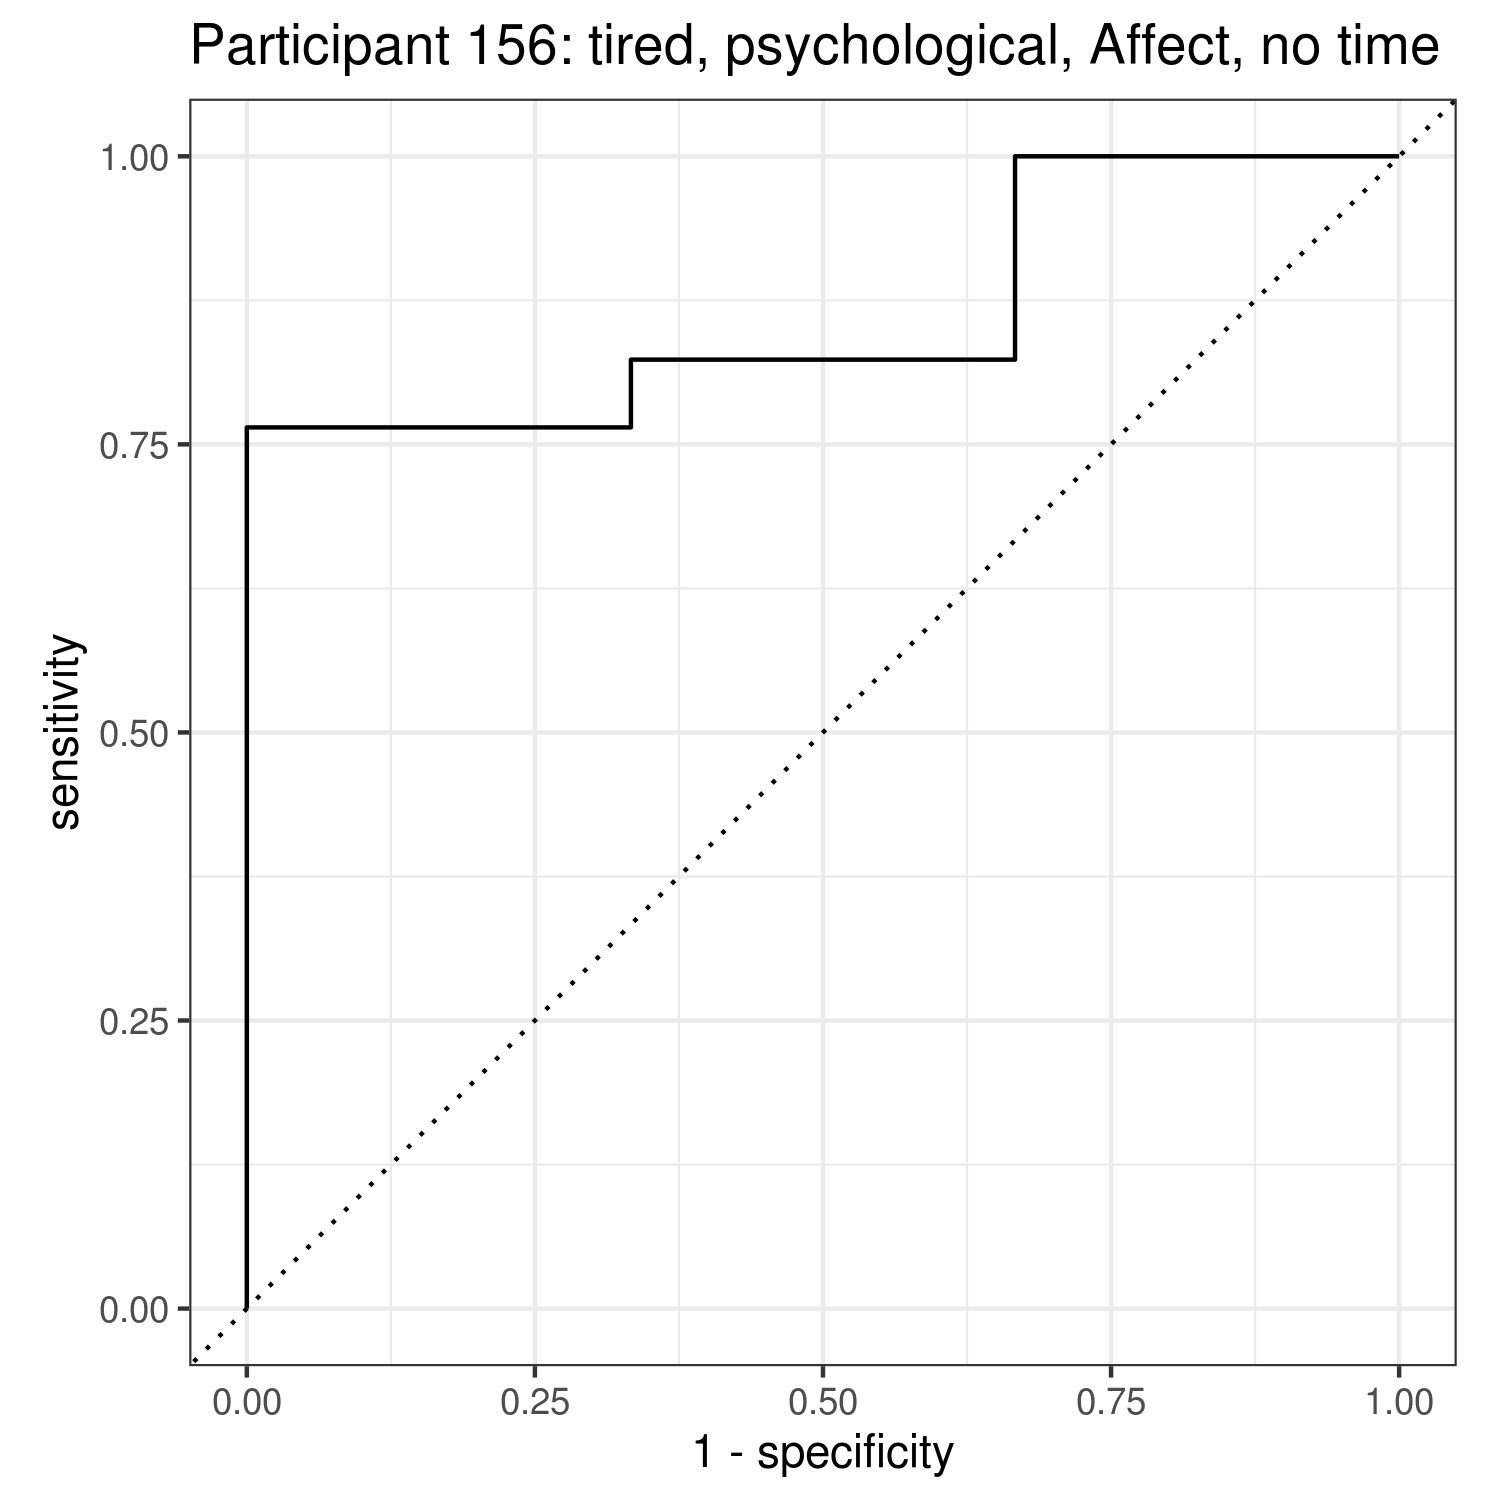 Participant 156: tired, psychological, Affect, no time
1.00
0.75
0.50
0.25
0.00
sensitivity
0.00 0.25 0.50 0.75 1.00
1 - specificity